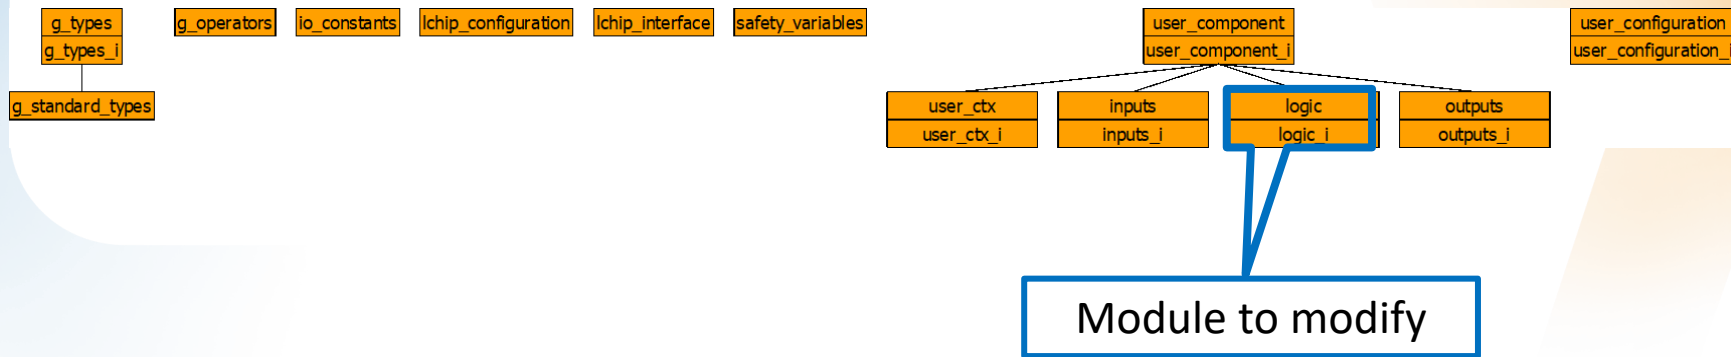 g_types
g_types_i
g_standard_types
g_operators
io_constants
lchip_configuration
lchip_interface
safety_variables
user_component
user_component_i
user_ctx
user_ctx_i
inputs
inputs_i
logic
logic_i
outputs
outputs_i
user_configuration
user_configuration_i
Module to modify